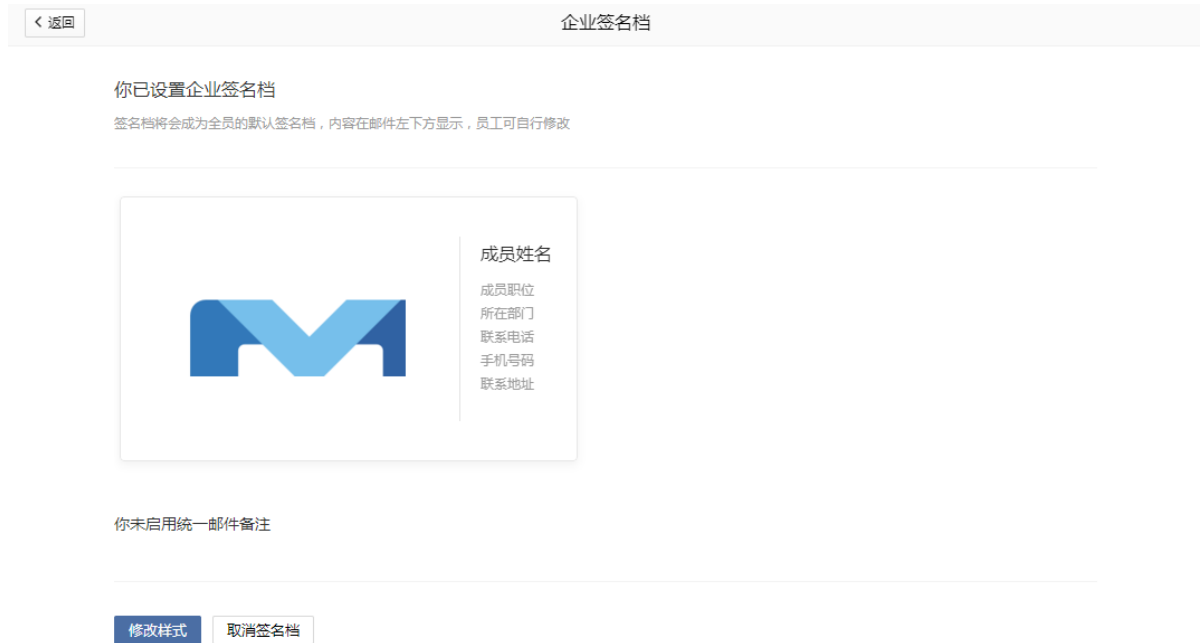 返回
企业签名档
你已设置企业签名档
签名档将会成为全员的默认签名档，内容在邮件左下方显示，员工可自行修改
成员姓名
成员职位
所在部门
联系电话
手机号码
联系地址
你未启用统一邮件备注
修改样式
取消签名档